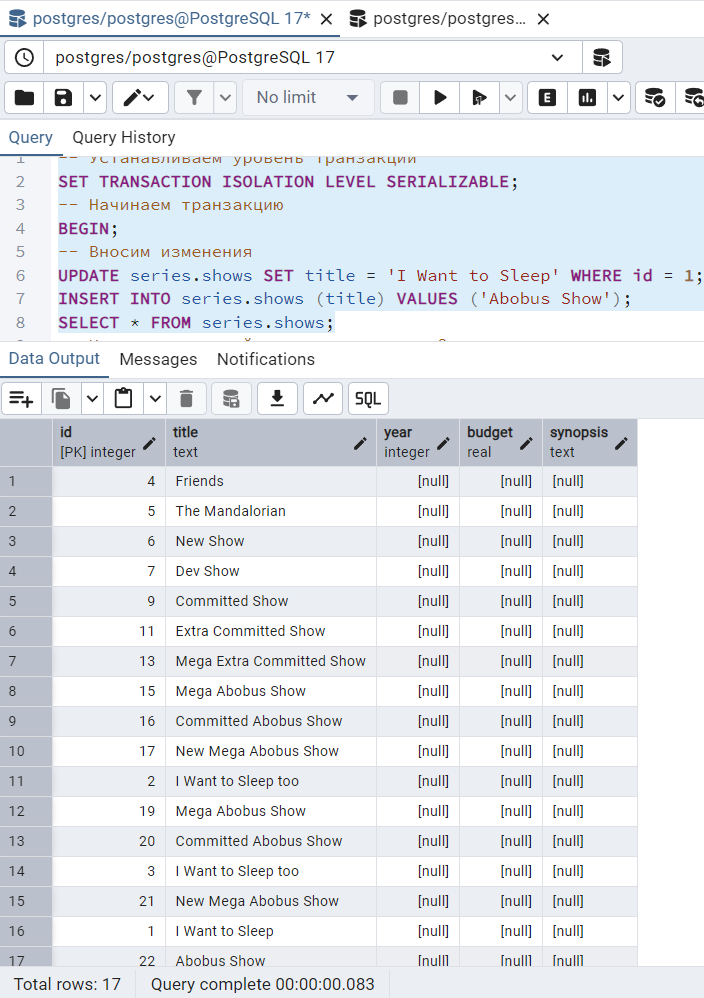 postgres/postgres@PostgreSQL 17*
postgres/postgres...
postgres/postgres@PostgreSQL 17
No limit
E
Query
Query History
1 -- Устанавливаем уровень транзакции
2 SET TRANSACTION ISOLATION LEVEL SERIALIZABLE;
3 -- Начинаем транзакцию
4 BEGIN;
5 -- Вносим изменения
6 UPDATE series.shows SET title = 'I Want to Sleep' WHERE id = 1;
7 INSERT INTO series.shows (title) VALUES ('Abobus Show');
8 SELECT * FROM series.shows;
Data Output
Messages
Notifications
SQL
id title year budget synopsis
[PK] integer text integer real text
1 4 Friends [null] [null] [null]
2 5 The Mandalorian [null] [null] [null]
3 6 New Show [null] [null] [null]
4 7 Dev Show [null] [null] [null]
5 9 Committed Show [null] [null] [null]
6 11 Extra Committed Show [null] [null] [null]
7 13 Mega Extra Committed Show [null] [null] [null]
8 15 Mega Abobus Show [null] [null] [null]
9 16 Committed Abobus Show [null] [null] [null]
10 17 New Mega Abobus Show [null] [null] [null]
11 2 I Want to Sleep too [null] [null] [null]
12 19 Mega Abobus Show [null] [null] [null]
13 20 Committed Abobus Show [null] [null] [null]
14 3 I Want to Sleep too [null] [null] [null]
15 21 New Mega Abobus Show [null] [null] [null]
16 1 I Want to Sleep [null] [null] [null]
17 22 Abobus Show [null] [null] [null]
Total rows: 17
Query complete 00:00:00.083